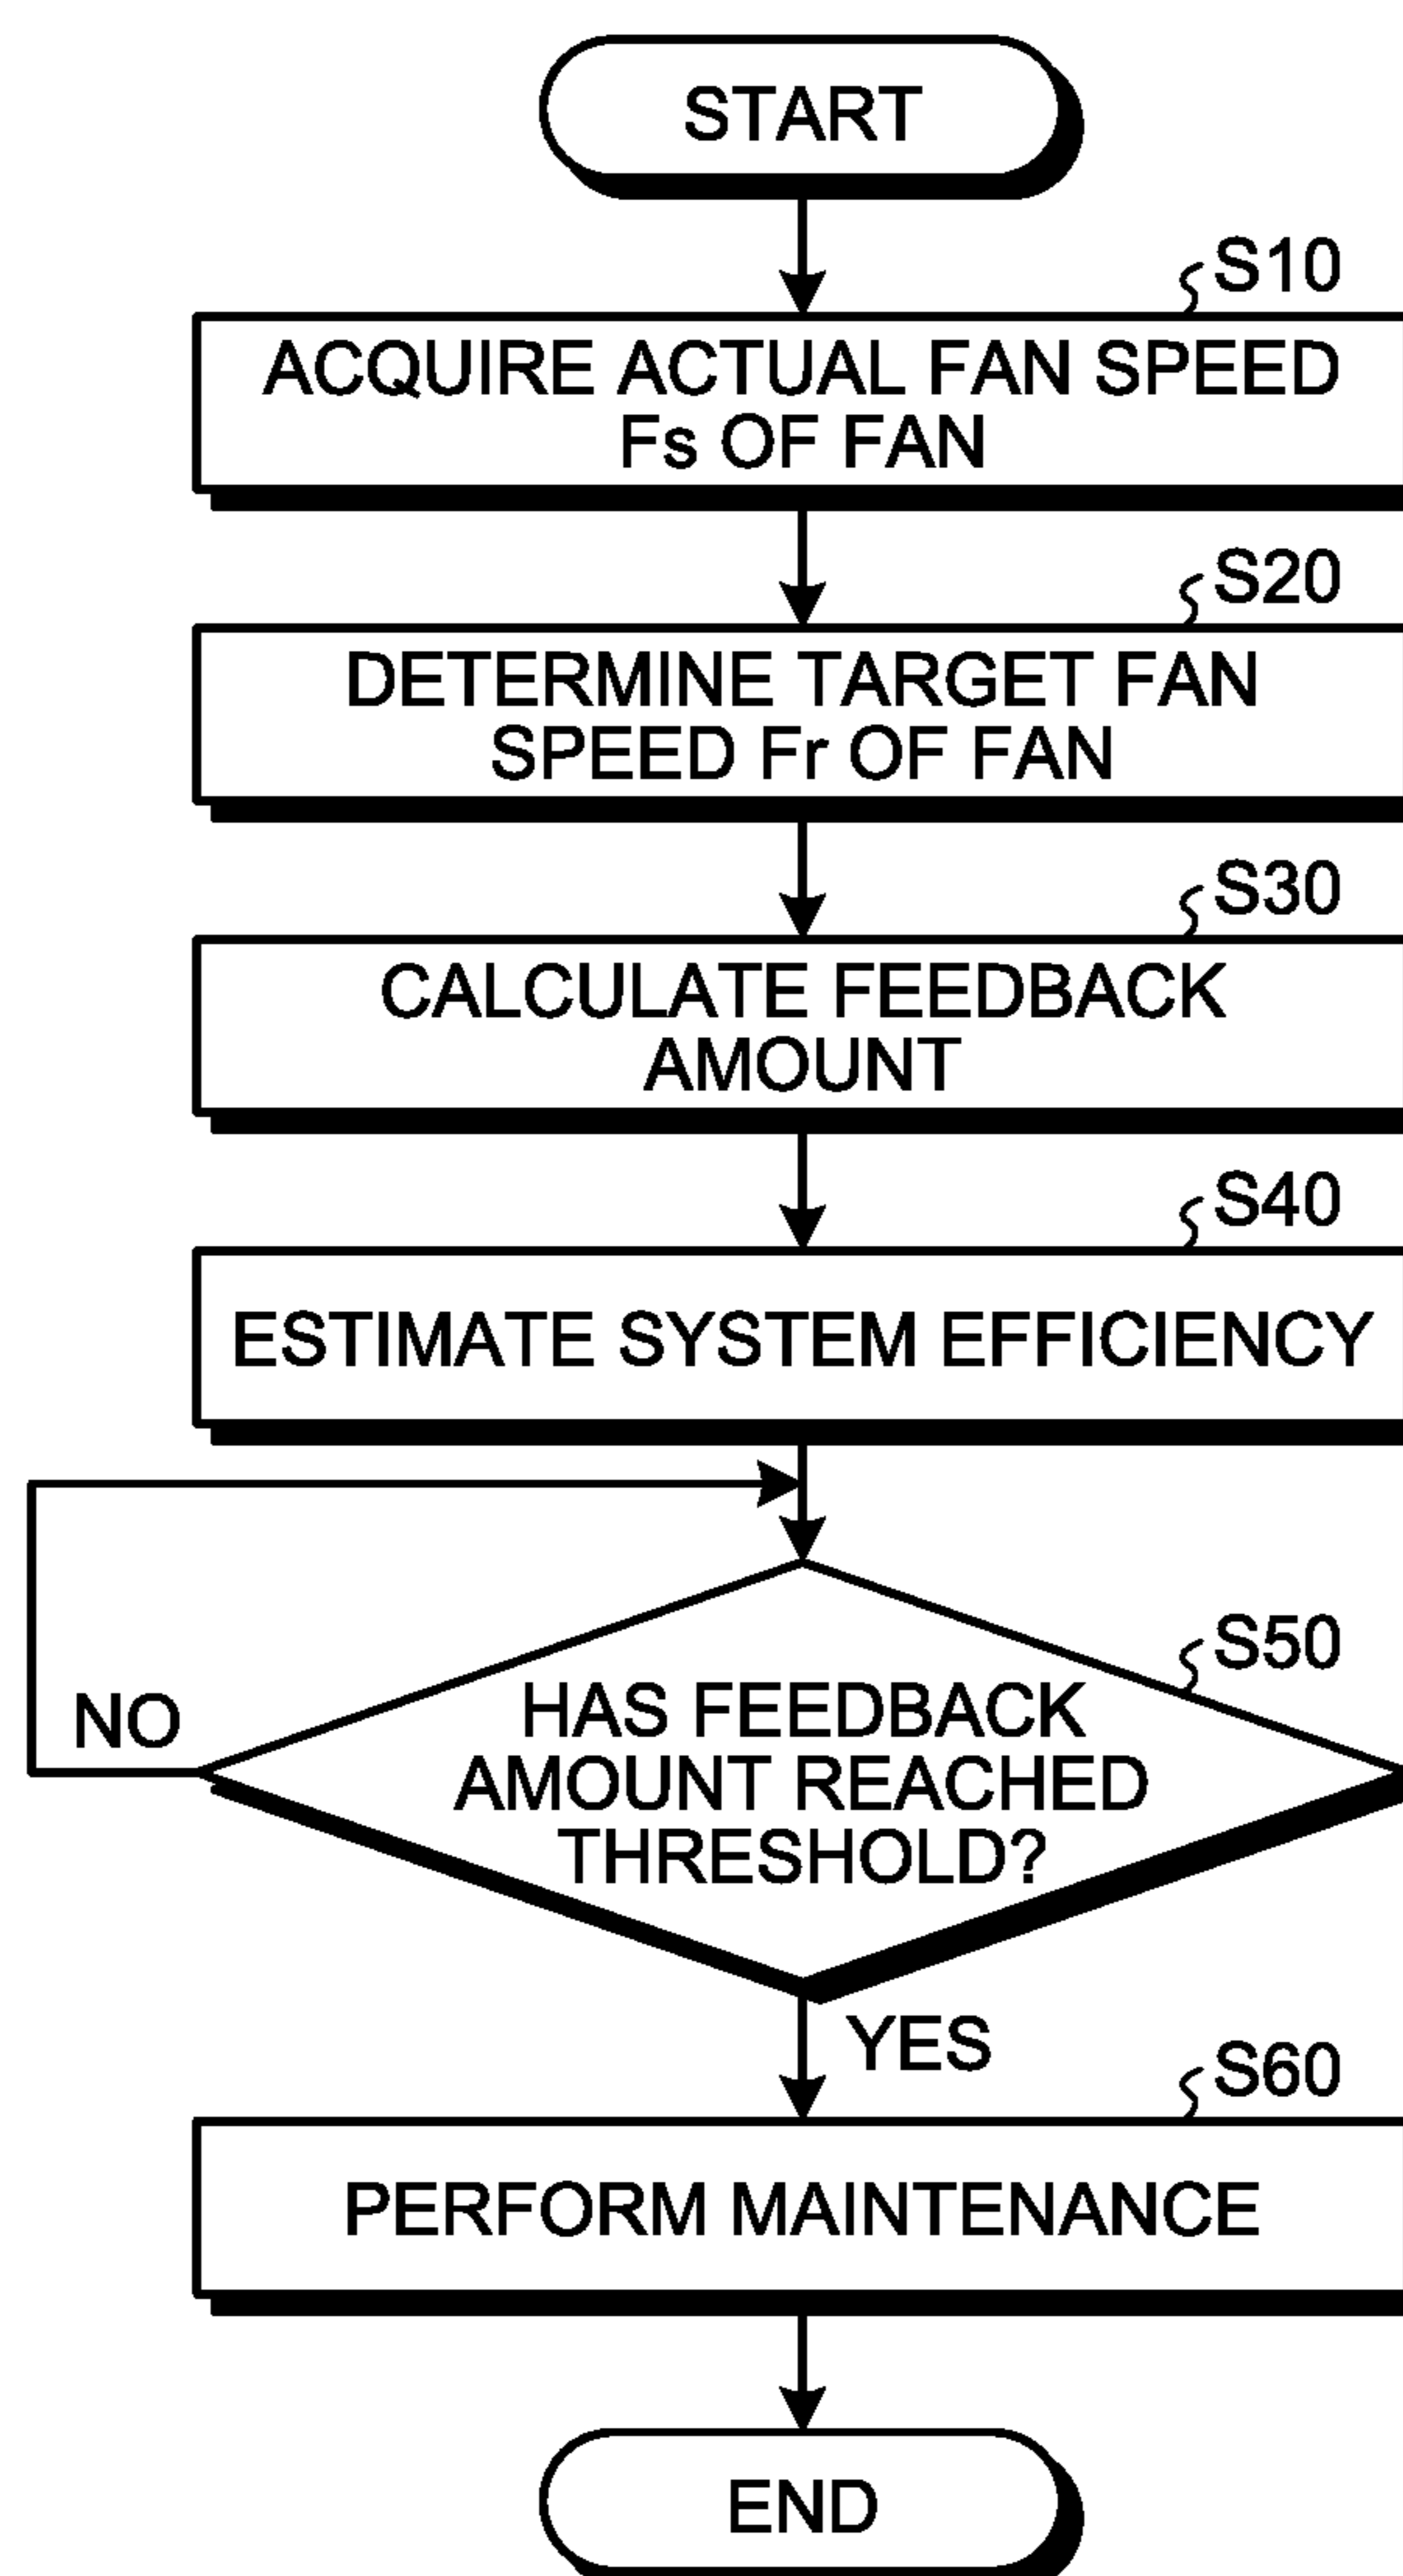 START
S10
ACQUIRE ACTUAL FAN SPEED
Fs OF FAN
S20
DETERMINE TARGET FAN
SPEED Fr OF FAN
S30
CALCULATE FEEDBACK
AMOUNT
S40
ESTIMATE SYSTEM EFFICIENCY
S50
HAS FEEDBACK
AMOUNT REACHED
THRESHOLD?
NO
YES
S60
PERFORM MAINTENANCE
END